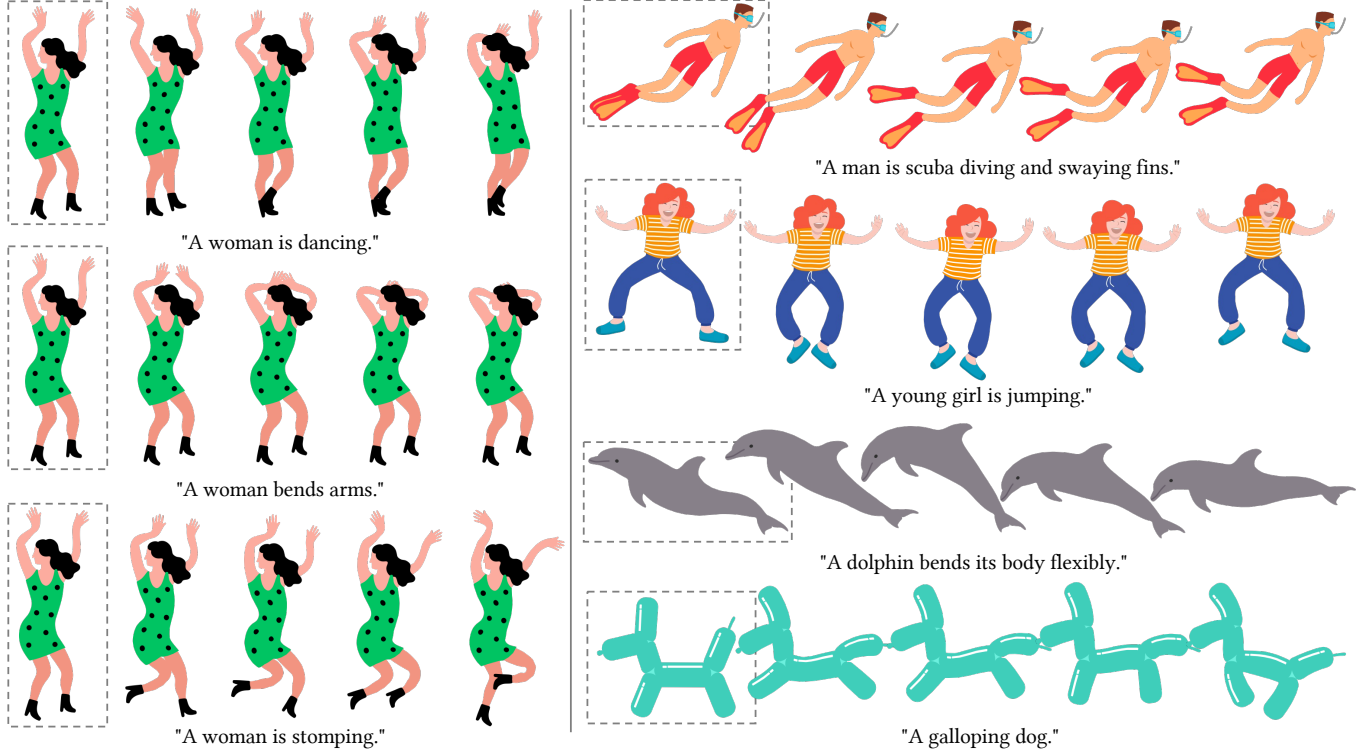 "A woman is dancing."
"A woman bends arms."
"A woman is stomping."
"A man is scuba diving and swaying fins."
"A young girl is jumping."
"A dolphin bends its body flexibly."
"A galloping dog."